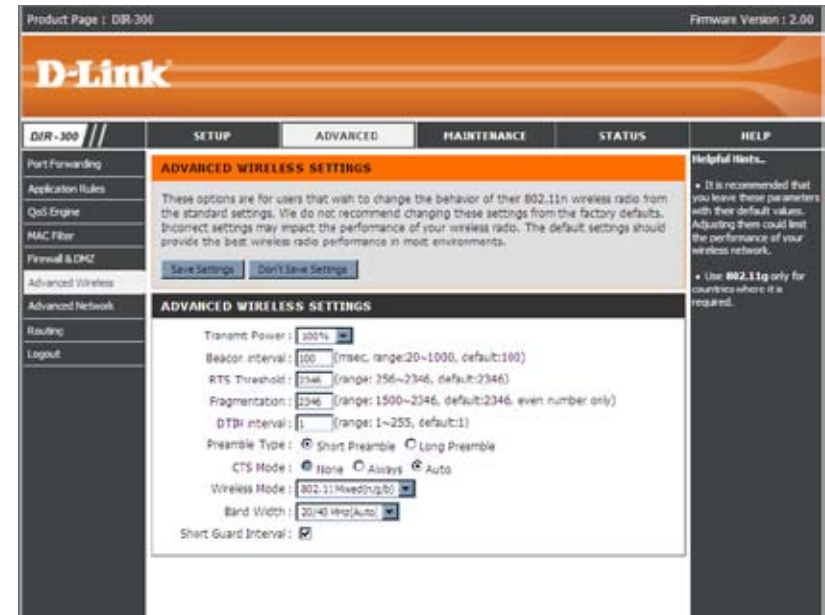 Product Page : DIR-300
Firmware Version : 2.00
D-Link
DIR-300
SETUP
ADVANCED
MAINTENANCE
STATUS
HELP
Port Forwarding
Application Rules
QoS Engine
MAC Filter
Firewall & DMZ
Advanced Wireless
Advanced Network
Routing
Logout
ADVANCED WIRELESS SETTINGS
These options are for users that wish to change the behavior of ther 802.11n wireless radio from
the standard settings. We do not recommend changing these settings from the factory defaults.
Incorrect settings may impact the performance of your wireless radio. The default settings should
provide the best wireless radio performance in most environments.
Save Settings Don't Save Settings
ADVANCED WIRELESS SETTINGS
Transmit Power : 100%
Beacon interval : 100 (msec, range:20~1000, default:100)
RTS Threshold : 2346 (range: 256~2346, default:2346)
Fragmentation : 2346 (range: 1500~2346, default:2346, even number only)
DTIM interval : 1 (range: 1~255, default:1)
Preamble Type : Short Preamble Long Preamble
CTS Mode : None Always Auto
Wireless Mode : 802.11 Mixed(n/g/b)
Band Width : 20/40 MHz(Auto)
Short Guard Interval :
Helpful Hints..
• It is recommended that
you leave these parameters
with their default values.
Adjusting them could limit
the performance of your
wireless network.
• Use 802.11g only for
countries where it is
required.